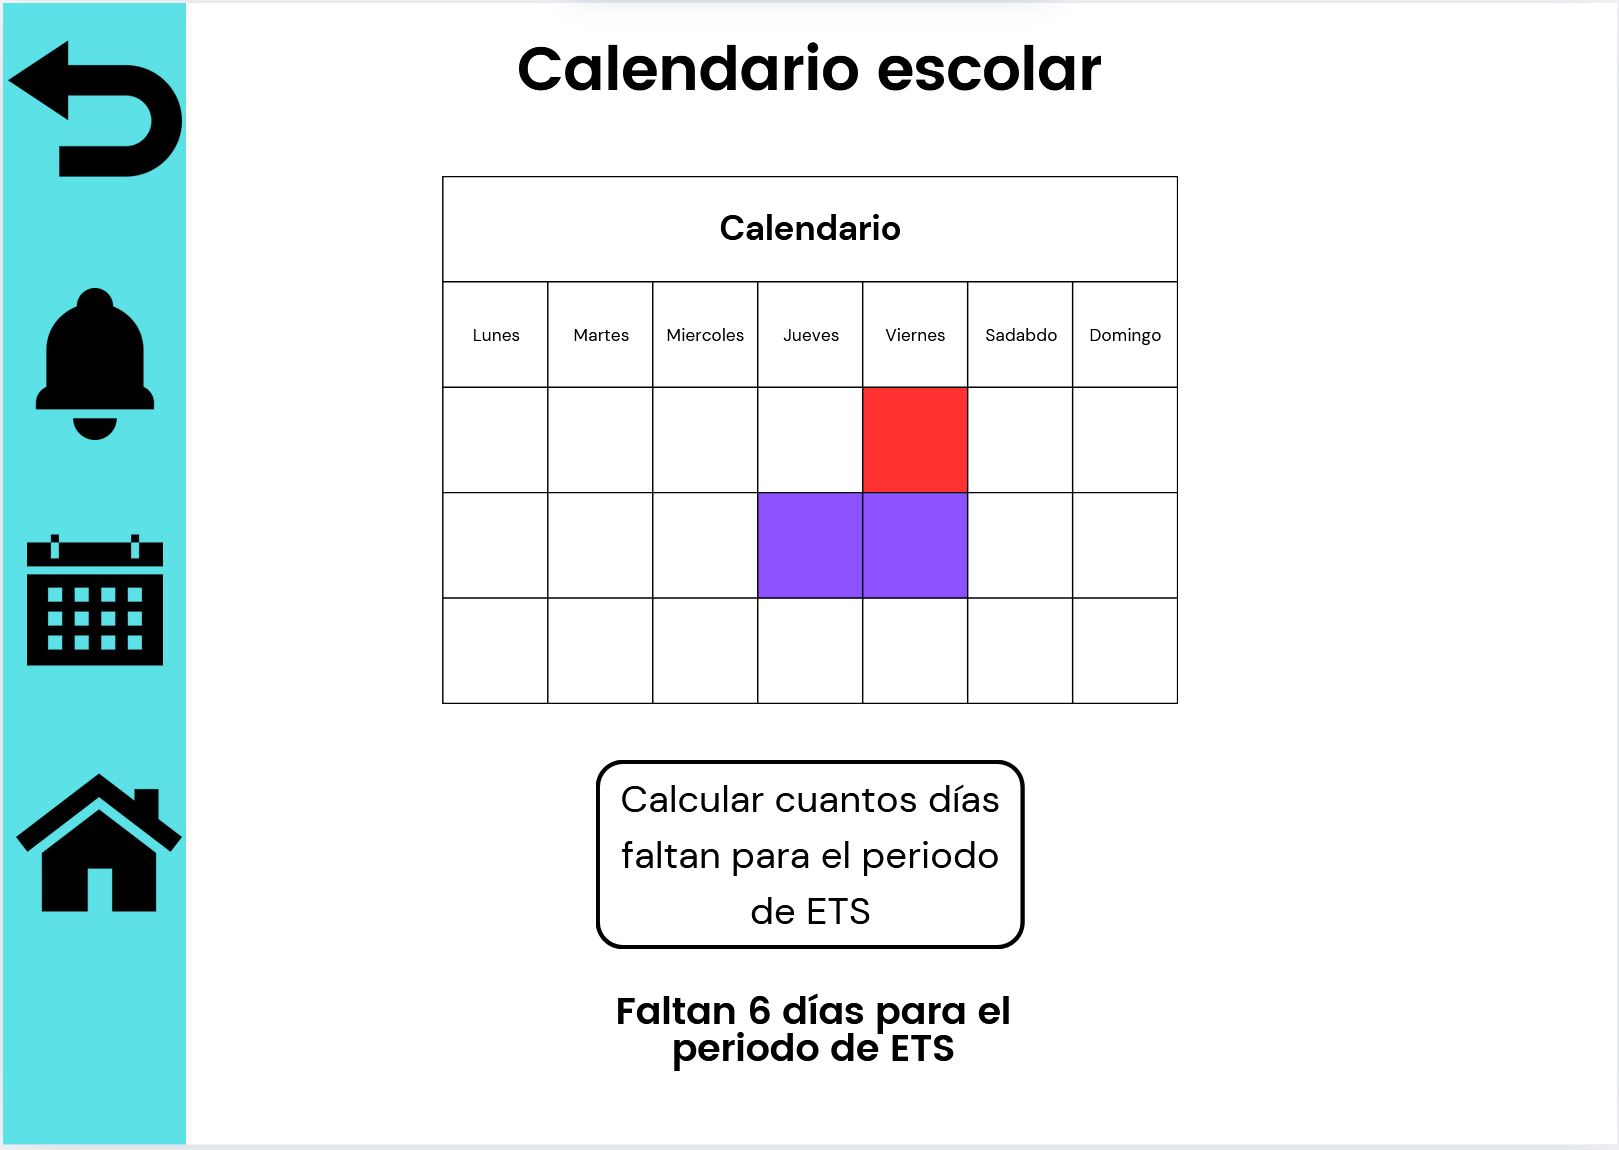 Calendario escolar
Calendario
Lunes Martes Miercoles Jueves Viernes Sadabdo Domingo
Calcular cuantos días
faltan para el periodo
de ETS
Faltan 6 días para el
periodo de ETS